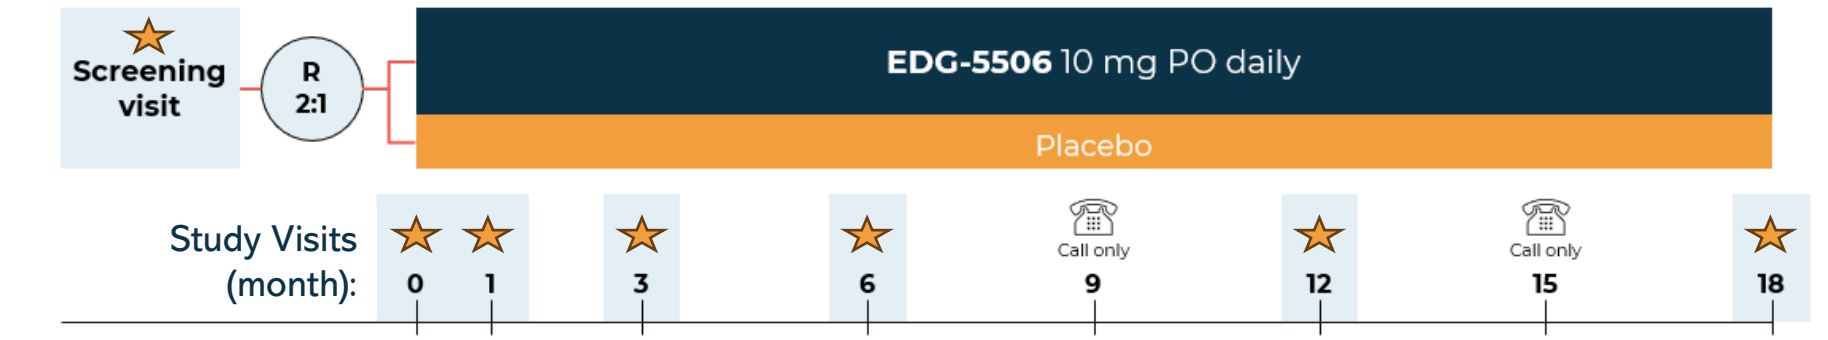 Screening
visit
R
2:1
EDG-5506 10 mg PO daily
Placebo
Study Visits
(month):
Call only
Call only
0 1 3 6 9 12 15 18